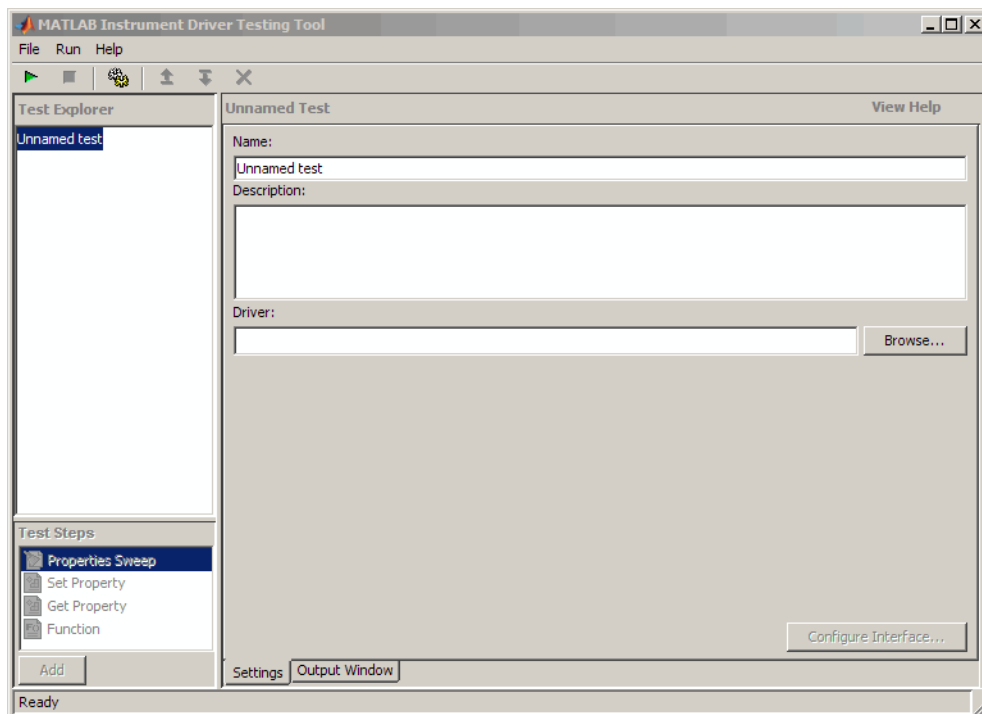 MATLAB Instrument Driver Testing Tool
File Run Help
Test Explorer
Unnamed test
Unnamed Test
View Help
Name:
Unnamed test
Description:
Driver:
Browse...
Test Steps
Properties Sweep
Set Property
Get Property
Function
Add
Configure Interface...
Settings
Output Window
Ready